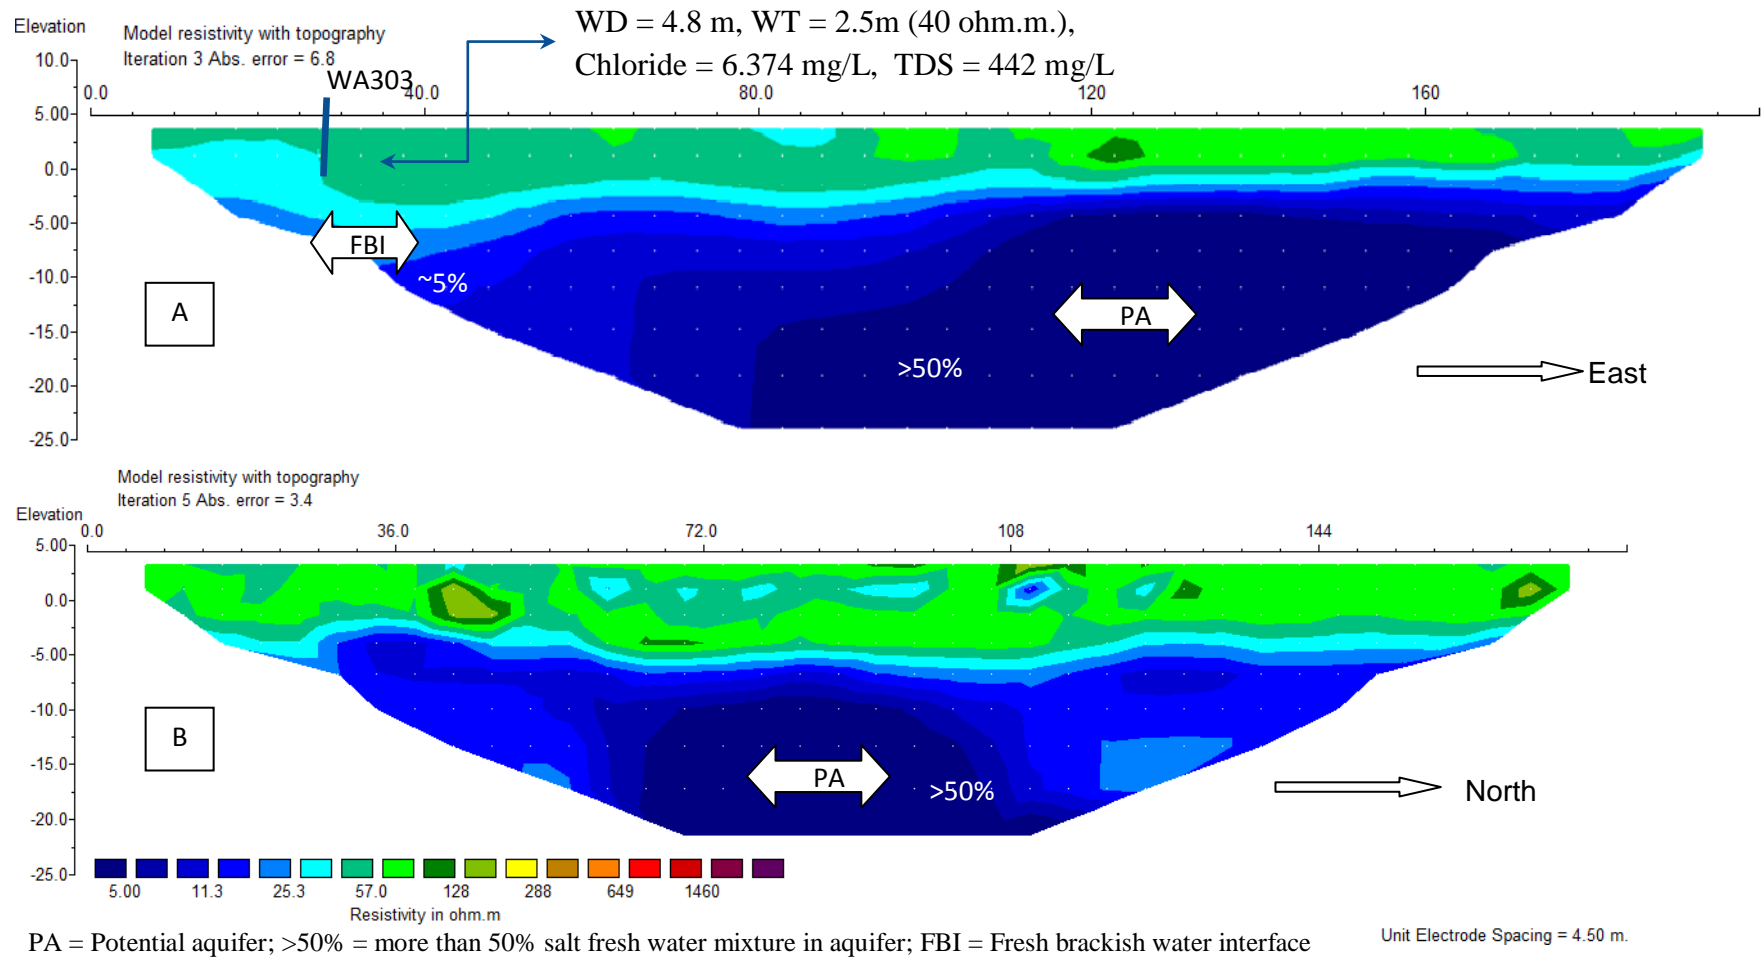 Elevation
Model resistivity with topography
Iteration 3 Abs. error = 6.8
WD = 4.8 m, WT = 2.5m (40 ohm.m.),
Chloride = 6.374 mg/L, TDS = 442 mg/L
WA303
10.0
0.0 40.0 80.0 120 160
5.00
0.0
-5.00
-10.0
-15.0
-20.0
-25.0
FBI
~5%
A
PA
>50%
East
Model resistivity with topography
Iteration 5 Abs. error = 3.4
Elevation
0.0 36.0 72.0 108 144
5.00
0.0
-5.00
-10.0
-15.0
-20.0
-25.0
B
PA
>50%
North
5.00 11.3 25.3 57.0 128 288 649 1460
Resistivity in ohm.m
PA = Potential aquifer; >50% = more than 50% salt fresh water mixture in aquifer; FBI = Fresh brackish water interface
Unit Electrode Spacing = 4.50 m.